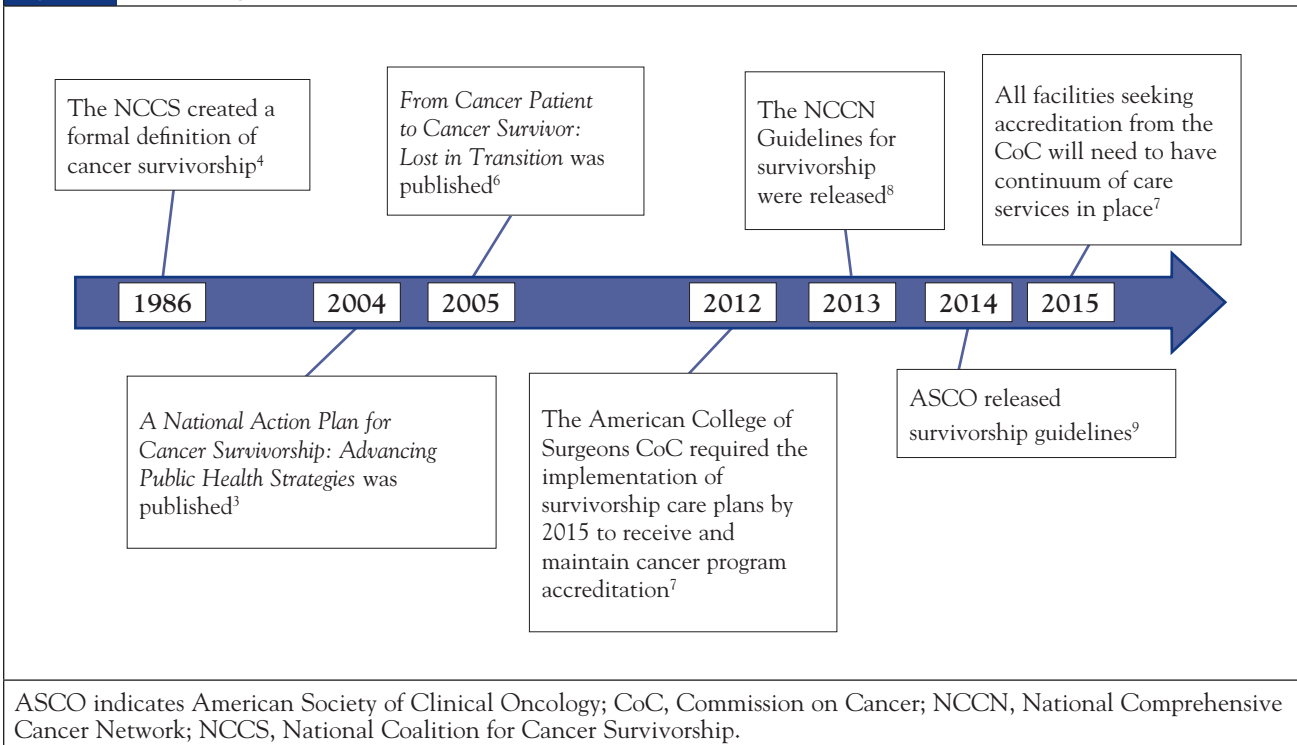 The NCCS created a
formal definition of
cancer survivorship⁴
From Cancer Patient
to Cancer Survivor:
Lost in Transition was
published⁶
The NCCN
Guidelines for
survivorship
were released⁸
All facilities seeking
accreditation from the
CoC will need to have
continuum of care
services in place⁷
1986
2004
2005
2012
2013
2014
2015
A National Action Plan for
Cancer Survivorship: Advancing
Public Health Strategies was
published³
The American College of
Surgeons CoC required the
implementation of
survivorship care plans by
2015 to receive and
maintain cancer program
accreditation⁷
ASCO released
survivorship guidelines⁹
ASCO indicates American Society of Clinical Oncology; CoC, Commission on Cancer; NCCN, National Comprehensive
Cancer Network; NCCS, National Coalition for Cancer Survivorship.